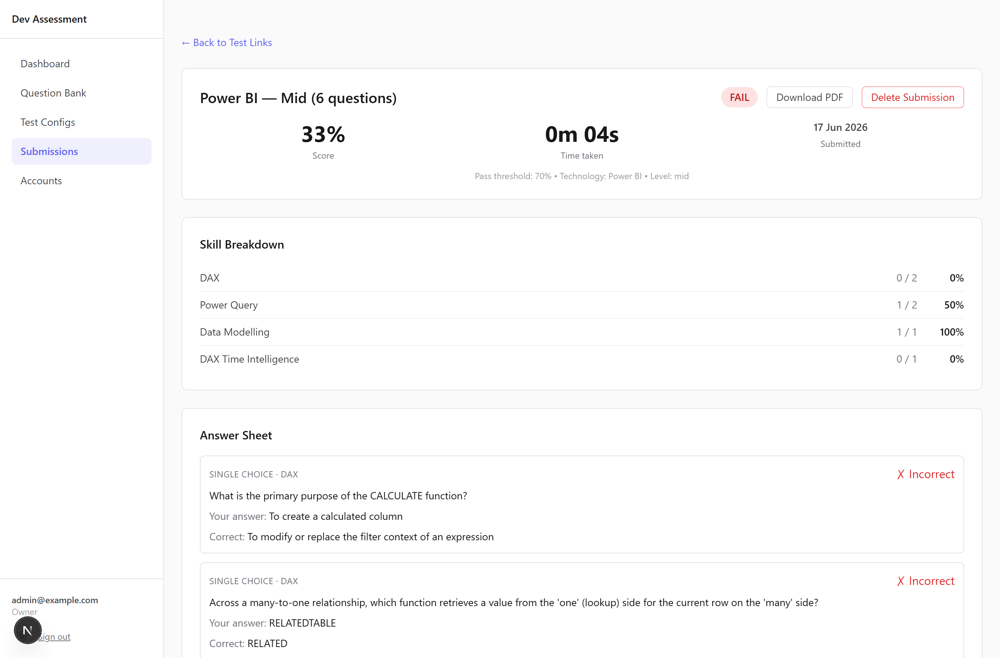 Dev Assessment
Dashboard
Question Bank
Test Configs
Submissions
Accounts
admin@example.com
Owner
N
Sign out
← Back to Test Links
Power BI — Mid (6 questions)
FAIL
Download PDF
Delete Submission
33%
Score
0m 04s
Time taken
17 Jun 2026
Submitted
Pass threshold: 70% • Technology: Power BI • Level: mid
Skill Breakdown
DAX 0 / 2 0%
Power Query 1 / 2 50%
Data Modelling 1 / 1 100%
DAX Time Intelligence 0 / 1 0%
Answer Sheet
SINGLE CHOICE · DAX ✗ Incorrect
What is the primary purpose of the CALCULATE function?
Your answer: To create a calculated column
Correct: To modify or replace the filter context of an expression
SINGLE CHOICE · DAX ✗ Incorrect
Across a many-to-one relationship, which function retrieves a value from the 'one' (lookup) side for the current row on the 'many' side?
Your answer: RELATEDTABLE
Correct: RELATED